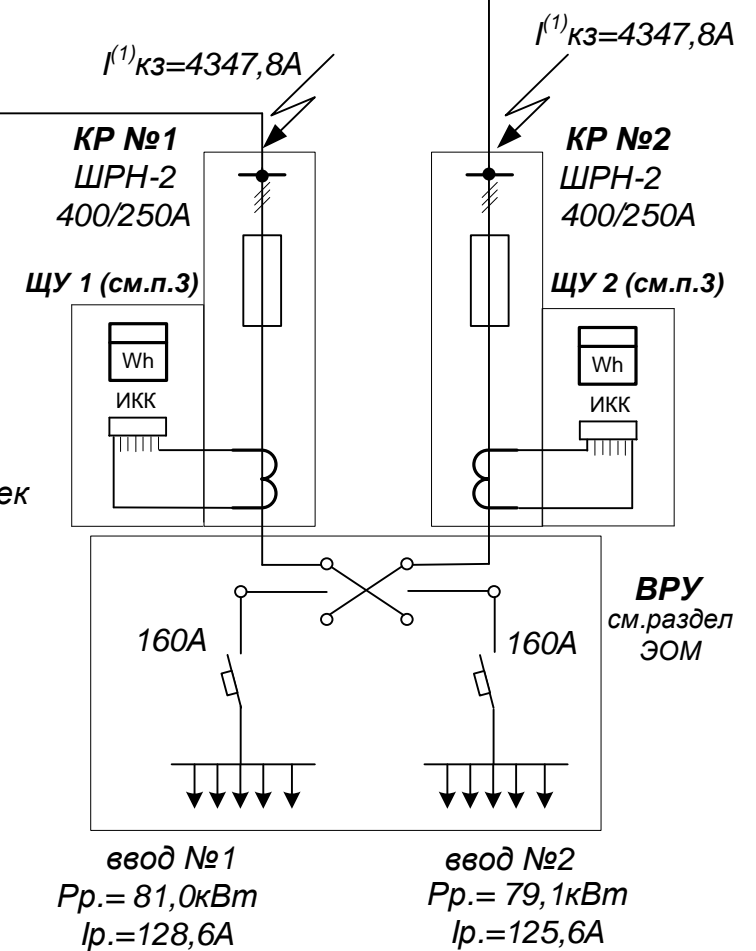 I(1)кз=4347,8А
I(1)кз=4347,8А
КР №1
ШРН-2
400/250А
КР №2
ШРН-2
400/250А
ЩУ 1 (см.п.3)
ЩУ 2 (см.п.3)
Wh
ИКК
Wh
ИКК
ек
160А
160А
ВРУ
см.раздел
ЭОМ
ввод №1
Рр.= 81,0кВт
Iр.=128,6А
ввод №2
Рр.= 79,1кВт
Iр.=125,6А